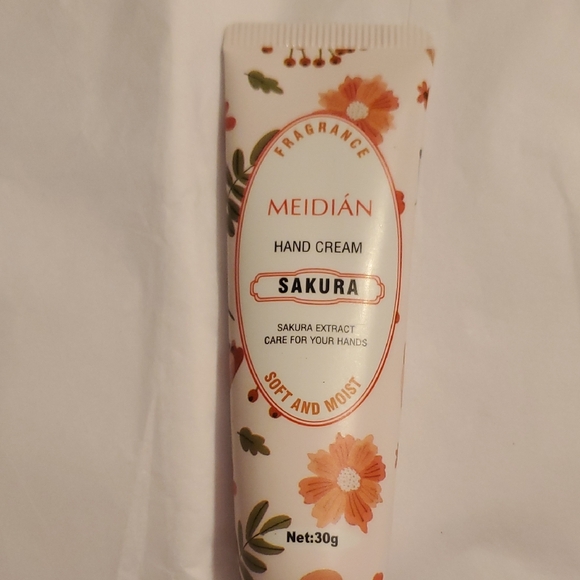 FRAGRANCE
MEIDIÁN
HAND CREAM
SAKURA
SAKURA EXTRACT
CARE FOR YOUR HANDS
SOFT AND MOIST
Net:30g